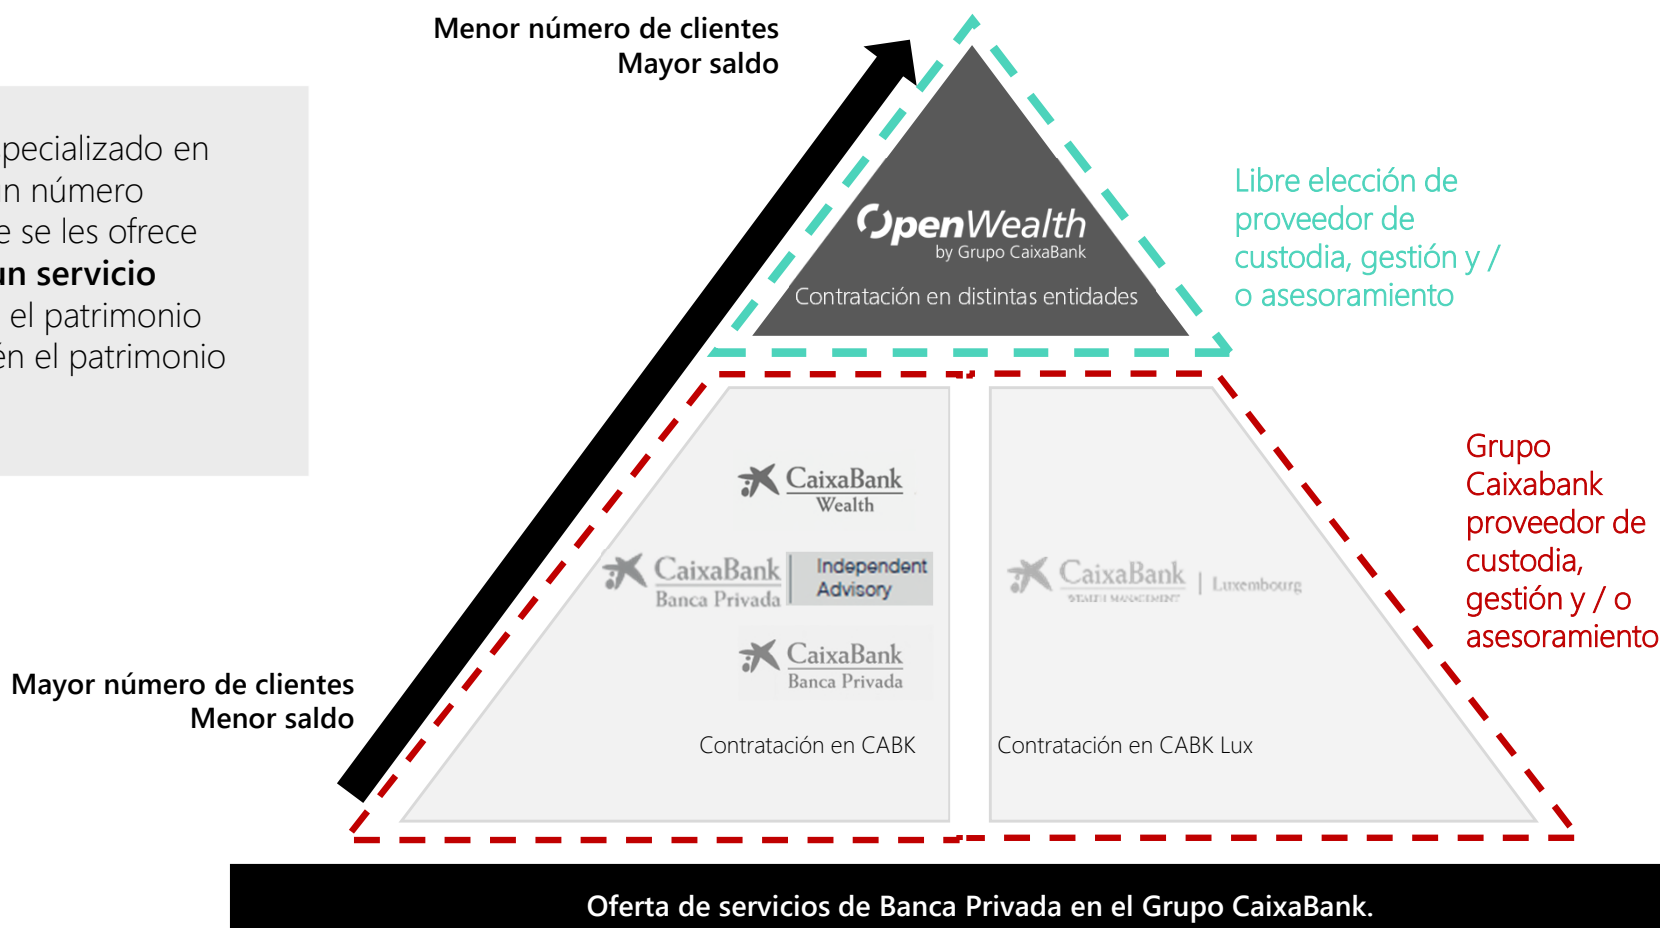 Menor número de clientes
Mayor saldo
specializado en
un número
e se les ofrece
un servicio
el patrimonio
én el patrimonio
OpenWealth
by Grupo CaixaBank
Contratación en distintas entidades
Libre elección de
proveedor de
custodia, gestión y /
o asesoramiento
CaixaBank
Wealth
CaixaBank
Banca Privada
Independent
Advisory
CaixaBank
Banca Privada
Contratación en CABK
CaixaBank
WEALTH MANAGEMENT
Luxembourg
Contratación en CABK Lux
Grupo
Caixabank
proveedor de
custodia,
gestión y / o
asesoramiento
Mayor número de clientes
Menor saldo
Oferta de servicios de Banca Privada en el Grupo CaixaBank.